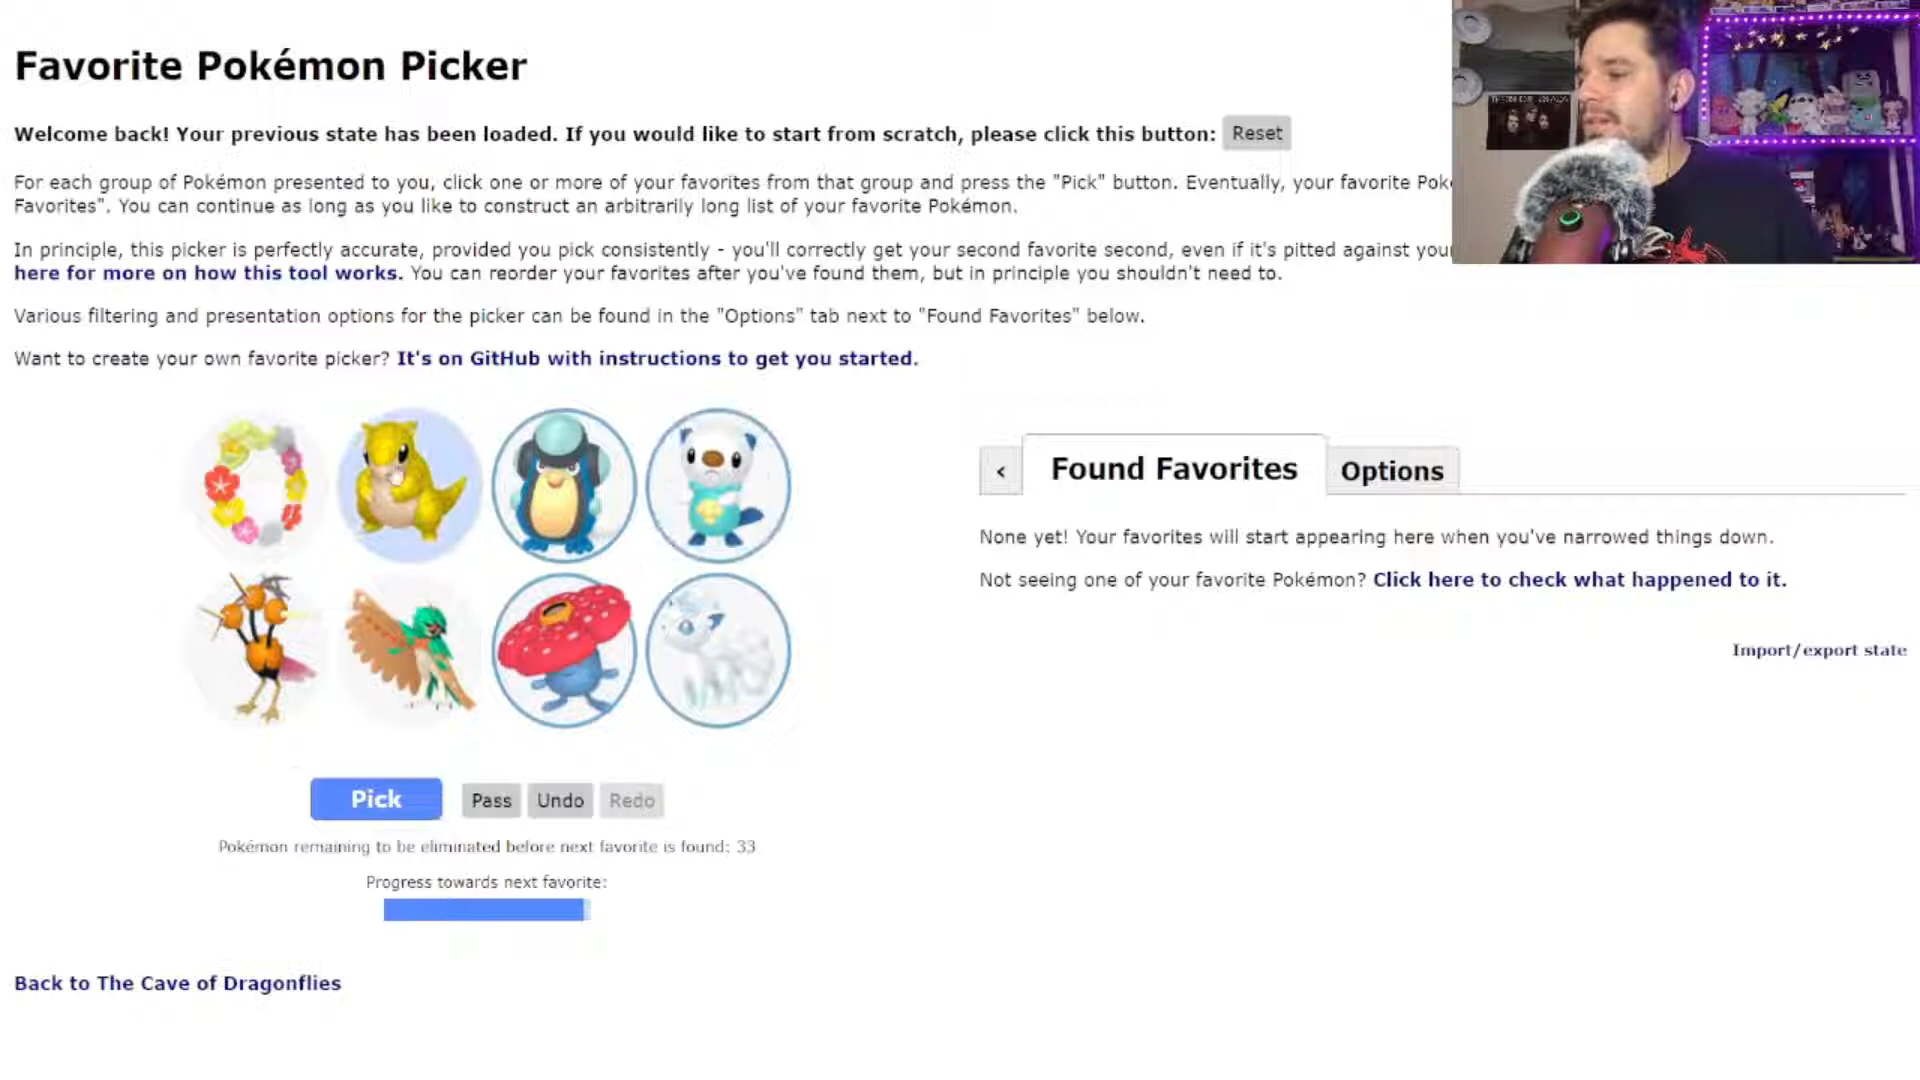 Favorite Pokémon Picker
Welcome back! Your previous state has been loaded. If you would like to start from scratch, please click this button: Reset
For each group of Pokémon presented to you, click one or more of your favorites from that group and press the "Pick" button. Eventually, your favorite
Favorites". You can continue as long as you like to construct an arbitrarily long list of your favorite Pokémon.
In principle, this picker is perfectly accurate, provided you pick consistently - you'll correctly get your second favorite second, even if it's pitted against
here for more on how this tool works. You can reorder your favorites after you've found them, but in principle you shouldn't need to.
Various filtering and presentation options for the picker can be found in the "Options" tab next to "Found Favorites" below.
Want to create your own favorite picker? It's on GitHub with instructions to get you started.
< Found Favorites Options
None yet! Your favorites will start appearing here when you've narrowed things down.
Not seeing one of your favorite Pokémon? Click here to check what happened to it.
Import/export state
Pick Pass Undo Redo
Pokémon remaining to be eliminated before next favorite is found: 33
Progress towards next favorite:
Back to The Cave of Dragonflies